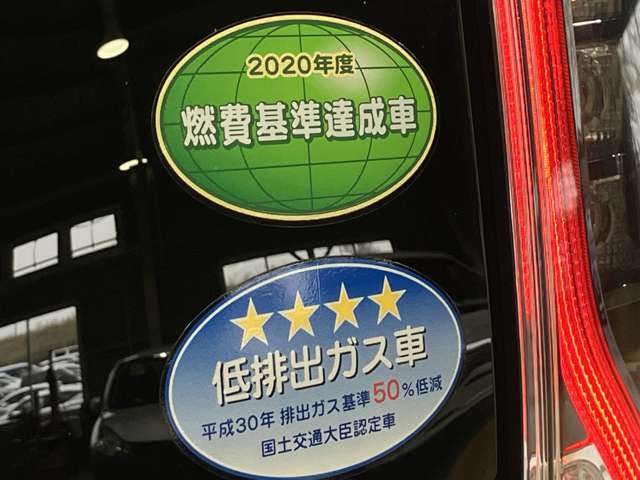 2020年度
燃費基準達成車
低排出ガス車
平成30年 排出ガス基準50%低減
国土交通大臣認定車